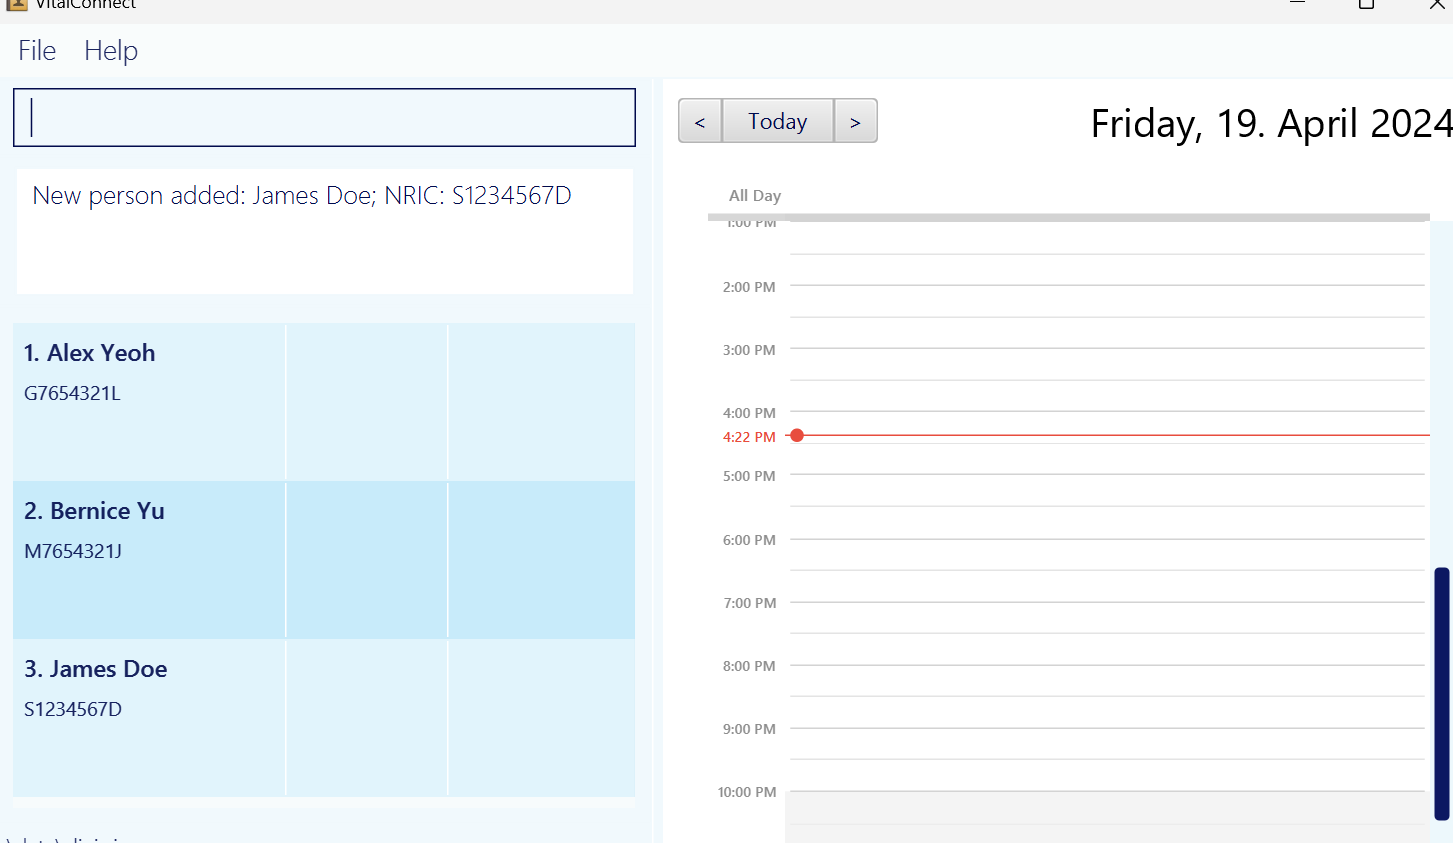 VitalConnect
File Help
New person added: James Doe; NRIC: S1234567D
1. Alex Yeoh
G7654321L
2. Bernice Yu
M7654321J
3. James Doe
S1234567D
< Today >
Friday, 19. April 2024
All Day
1:00 PM
2:00 PM
3:00 PM
4:00 PM
4:22 PM
5:00 PM
6:00 PM
7:00 PM
8:00 PM
9:00 PM
10:00 PM